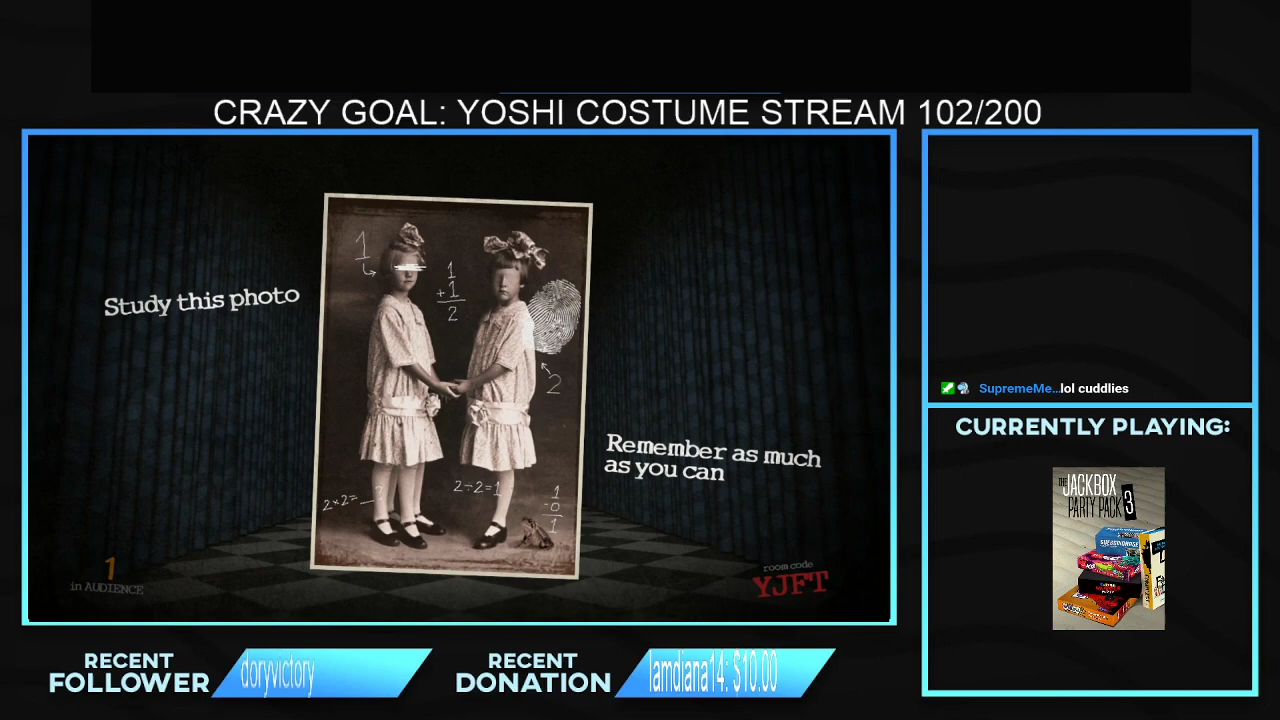 CRAZY GOAL: YOSHI COSTUME STREAM 102/200
Study this photo
1
1
+1
2
2
2×2=_?
2÷2=1
1
-0
1
Remember as much
as you can
1
in AUDIENCE
room code
YJFT
SupremeMe... lol cuddlies
CURRENTLY PLAYING:
THE
JACKBOX
PARTY PACK 3
RECENT
FOLLOWER
doryvictory
RECENT
DONATION
lamdiana14: $10.00